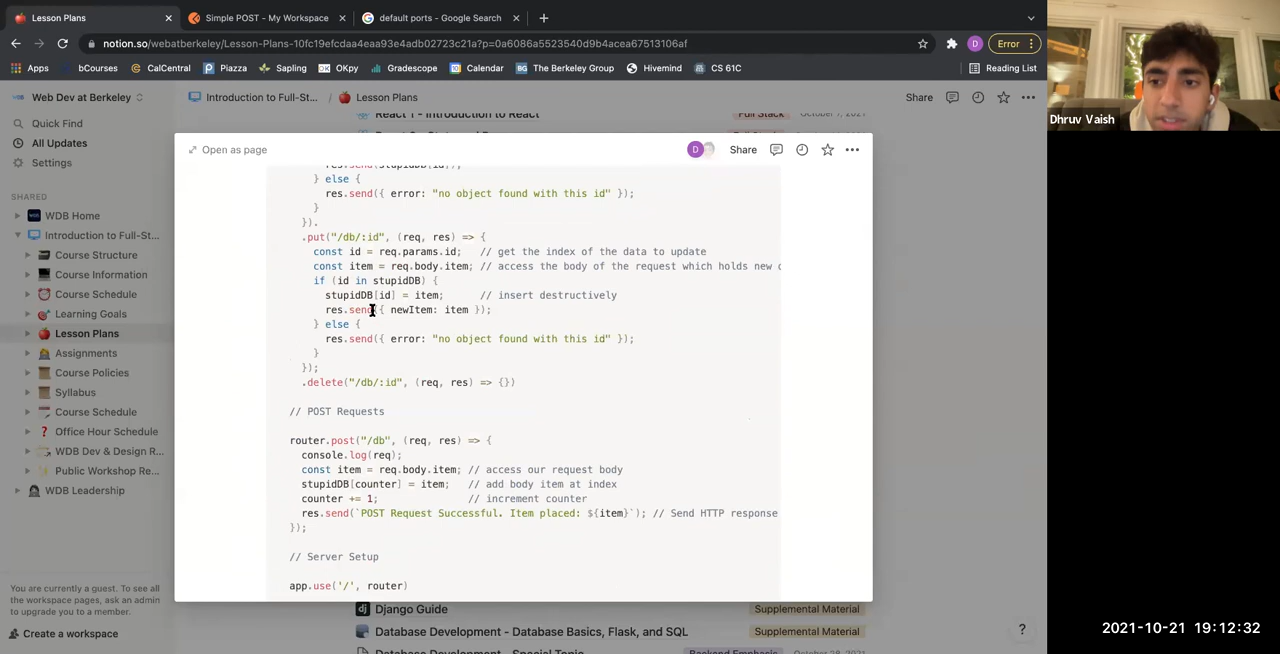 Lesson Plans
Simple POST - My Workspace
default ports - Google Search
notion.so/webatberkeley/Lesson-Plans-10fc19efcdaa4eaa93e4adb02723c21a?p=0a6086a5523540d9b4acea67513106af
D
Error
Apps
bCourses
CalCentral
Piazza
Sapling
OKpy
Gradescope
Calendar
The Berkeley Group
Hivemind
CS 61C
Reading List
Web Dev at Berkeley
Introduction to Full-St... / Lesson Plans
Share
Quick Find
All Updates
Settings
SHARED
WDB Home
Introduction to Full-St...
Course Structure
Course Information
Course Schedule
Learning Goals
Lesson Plans
Assignments
Course Policies
Syllabus
Course Schedule
Office Hour Schedule
WDB Dev & Design R...
Public Workshop Re...
WDB Leadership
You are currently a guest. To see all
the workspace pages, ask an admin
to upgrade you to a member.
Create a workspace
React 1 - Introduction to React
Full Stack
October 7, 2021
Open as page
D
Share
res.send(stupidDB[id]);
} else {
res.send({ error: "no object found with this id" });
}
}).
.put("/db/:id", (req, res) => {
const id = req.params.id; // get the index of the data to update
const item = req.body.item; // access the body of the request which holds new
if (id in stupidDB) {
stupidDB[id] = item; // insert destructively
res.send({ newItem: item });
} else {
res.send({ error: "no object found with this id" });
}
});
.delete("/db/:id", (req, res) => {})
// POST Requests
router.post("/db", (req, res) => {
console.log(req);
const item = req.body.item; // access our request body
stupidDB[counter] = item; // add body item at index
counter += 1; // increment counter
res.send(`POST Request Successful. Item placed: ${item}`); // Send HTTP response
});
// Server Setup
app.use('/', router)
Django Guide
Supplemental Material
Database Development - Database Basics, Flask, and SQL
Supplemental Material
Database Development - Special Topic
Backend Emphasis
October 28, 2021
?
Dhruv Vaish
2021-10-21 19:12:32